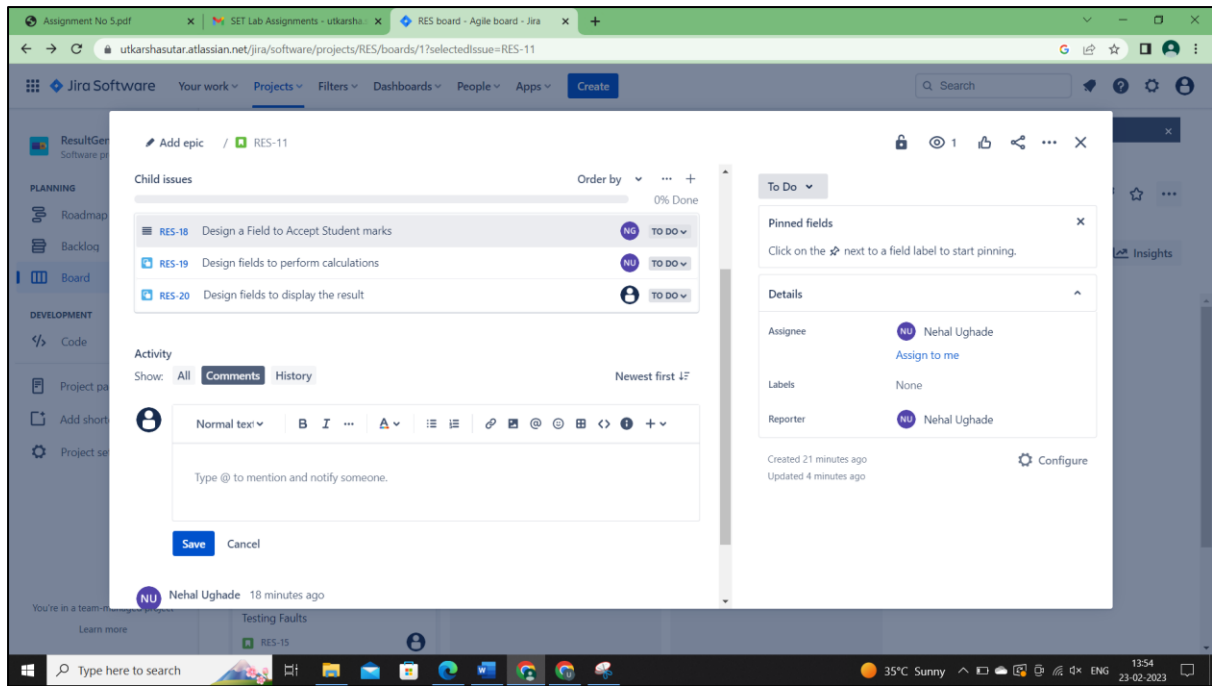 Assignment No 5.pdf
SET Lab Assignments - utkarsha.
RES board - Agile board - Jira
utkarshasutar.atlassian.net/jira/software/projects/RES/boards/1?selectedIssue=RES-11
G
Jira Software Your work Projects Filters Dashboards People Apps Create Search
ResultGen
Software pr
PLANNING
Roadmap
Backlog
Board
DEVELOPMENT
Code
Project pa
Add short
Project se
You're in a team-managed project
Learn more
Insights
Add epic / RES-11
1
Child issues Order by
0% Done
RES-18 Design a Field to Accept Student marks NG TO DO
RES-19 Design fields to perform calculations NU TO DO
RES-20 Design fields to display the result TO DO
Activity
Show: All Comments History Newest first
Normal text B I ... A
Type @ to mention and notify someone.
Save Cancel
NU Nehal Ughade 18 minutes ago
To Do
Pinned fields
Click on the next to a field label to start pinning.
Details
Assignee NU Nehal Ughade
Assign to me
Labels None
Reporter NU Nehal Ughade
Created 21 minutes ago Configure
Updated 4 minutes ago
Testing Faults
RES-15
Type here to search
35°C Sunny ENG 13:54
23-02-2023